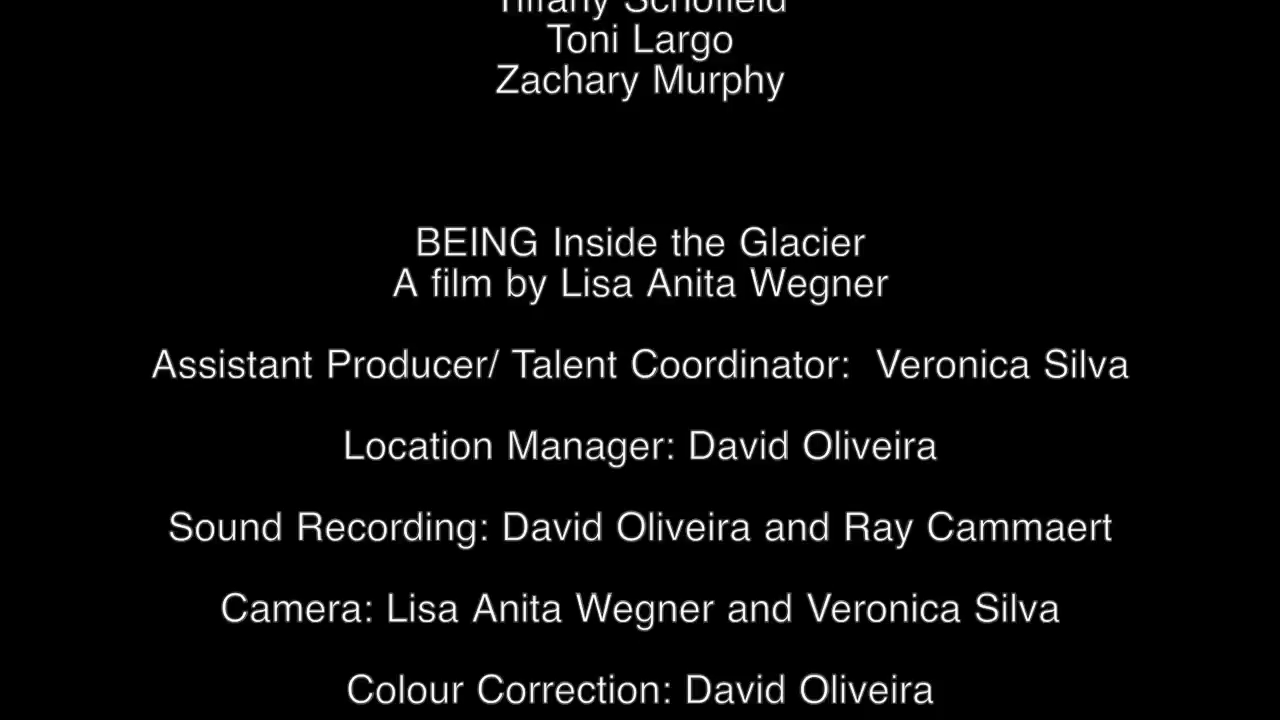 Tiffany Schofield
Toni Largo
Zachary Murphy
BEING Inside the Glacier
A film by Lisa Anita Wegner
Assistant Producer/ Talent Coordinator:  Veronica Silva
Location Manager: David Oliveira
Sound Recording: David Oliveira and Ray Cammaert
Camera: Lisa Anita Wegner and Veronica Silva
Colour Correction: David Oliveira